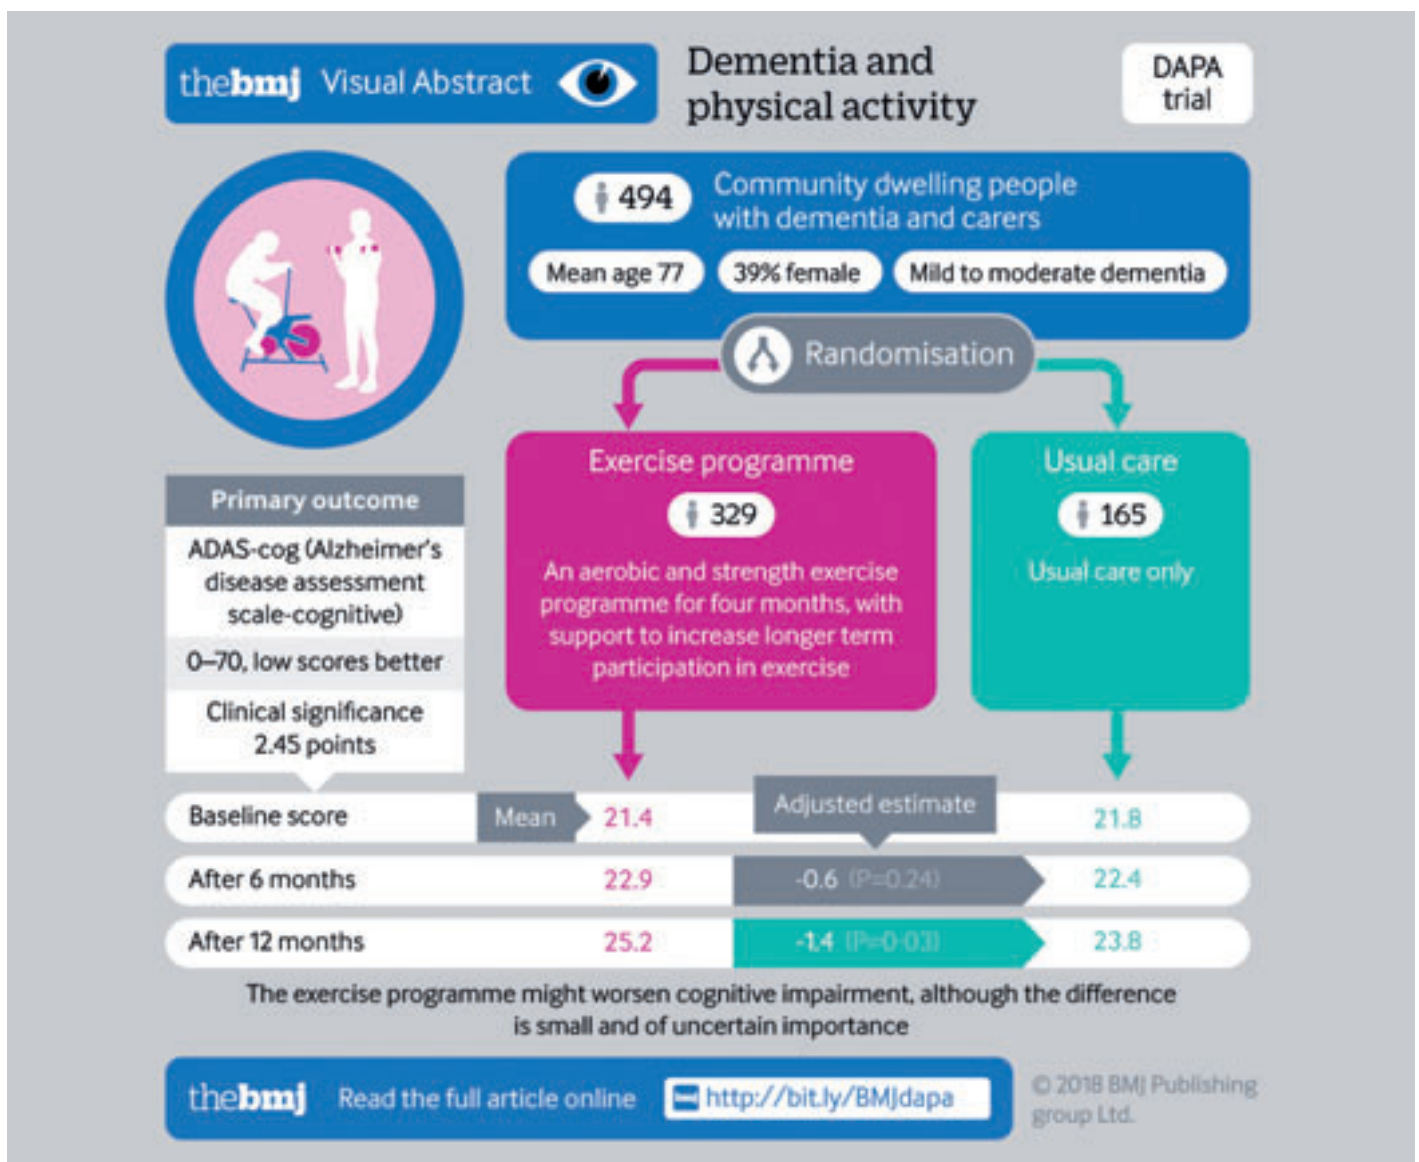 thebmj Visual Abstract
Dementia and
physical activity
DAPA
trial
494
Community dwelling people
with dementia and carers
Mean age 77
39% female
Mild to moderate dementia
Randomisation
Exercise programme
329
An aerobic and strength exercise
programme for four months, with
support to increase longer term
participation in exercise
Usual care
165
Usual care only
Primary outcome
ADAS-cog (Alzheimer's
disease assessment
scale-cognitive)
0–70, low scores better
Clinical significance
2.45 points
Adjusted estimate
Baseline score Mean 21.4 21.8
After 6 months 22.9 -0.6 (P=0.24) 22.4
After 12 months 25.2 -1.4 (P=0·03) 23.8
The exercise programme might worsen cognitive impairment, although the difference
is small and of uncertain importance
thebmj Read the full article online http://bit.ly/BMJdapa
© 2018 BMJ Publishing
group Ltd.